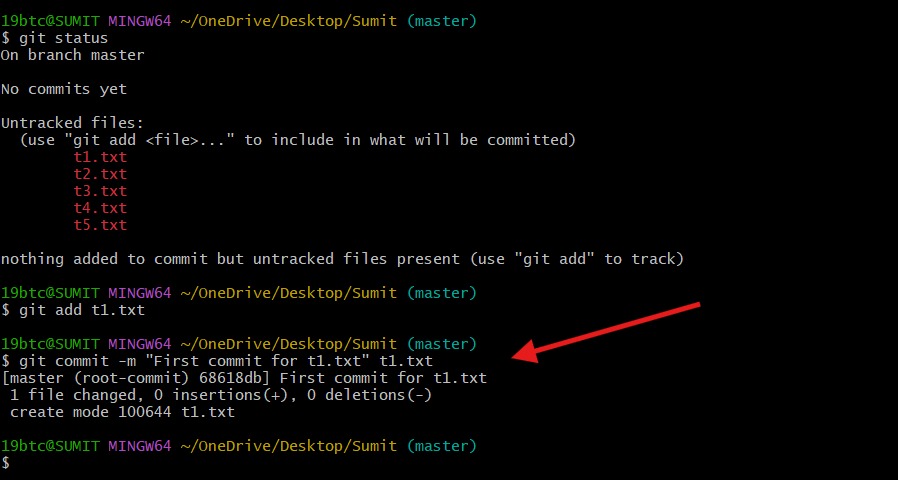 19btc@SUMIT MINGW64 ~/OneDrive/Desktop/Sumit (master)
$ git status
On branch master
No commits yet
Untracked files:
(use "git add <file>..." to include in what will be committed)
t1.txt
t2.txt
t3.txt
t4.txt
t5.txt
nothing added to commit but untracked files present (use "git add" to track)
19btc@SUMIT MINGW64 ~/OneDrive/Desktop/Sumit (master)
$ git add t1.txt
19btc@SUMIT MINGW64 ~/OneDrive/Desktop/Sumit (master)
$ git commit -m "First commit for t1.txt" t1.txt
[master (root-commit) 68618db] First commit for t1.txt
1 file changed, 0 insertions(+), 0 deletions(-)
create mode 100644 t1.txt
19btc@SUMIT MINGW64 ~/OneDrive/Desktop/Sumit (master)
$